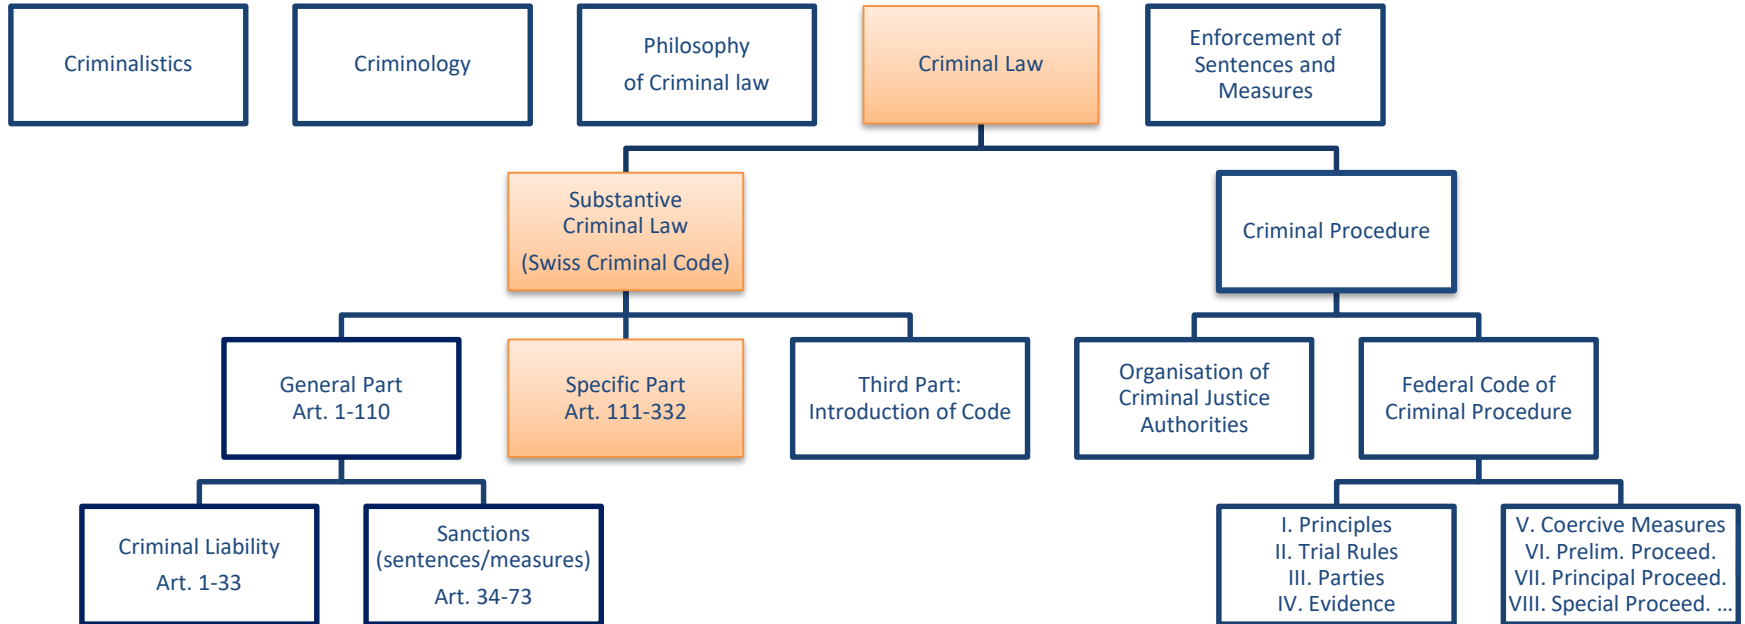 Criminalistics
Criminology
Philosophy
of Criminal law
Criminal Law
Enforcement of
Sentences and
Measures
Substantive
Criminal Law
(Swiss Criminal Code)
Criminal Procedure
General Part
Art. 1-110
Specific Part
Art. 111-332
Third Part:
Introduction of Code
Organisation of
Criminal Justice
Authorities
Federal Code of
Criminal Procedure
Criminal Liability
Art. 1-33
Sanctions
(sentences/measures)
Art. 34-73
I. Principles
II. Trial Rules
III. Parties
IV. Evidence
V. Coercive Measures
VI. Prelim. Proceed.
VII. Principal Proceed.
VIII. Special Proceed. ...